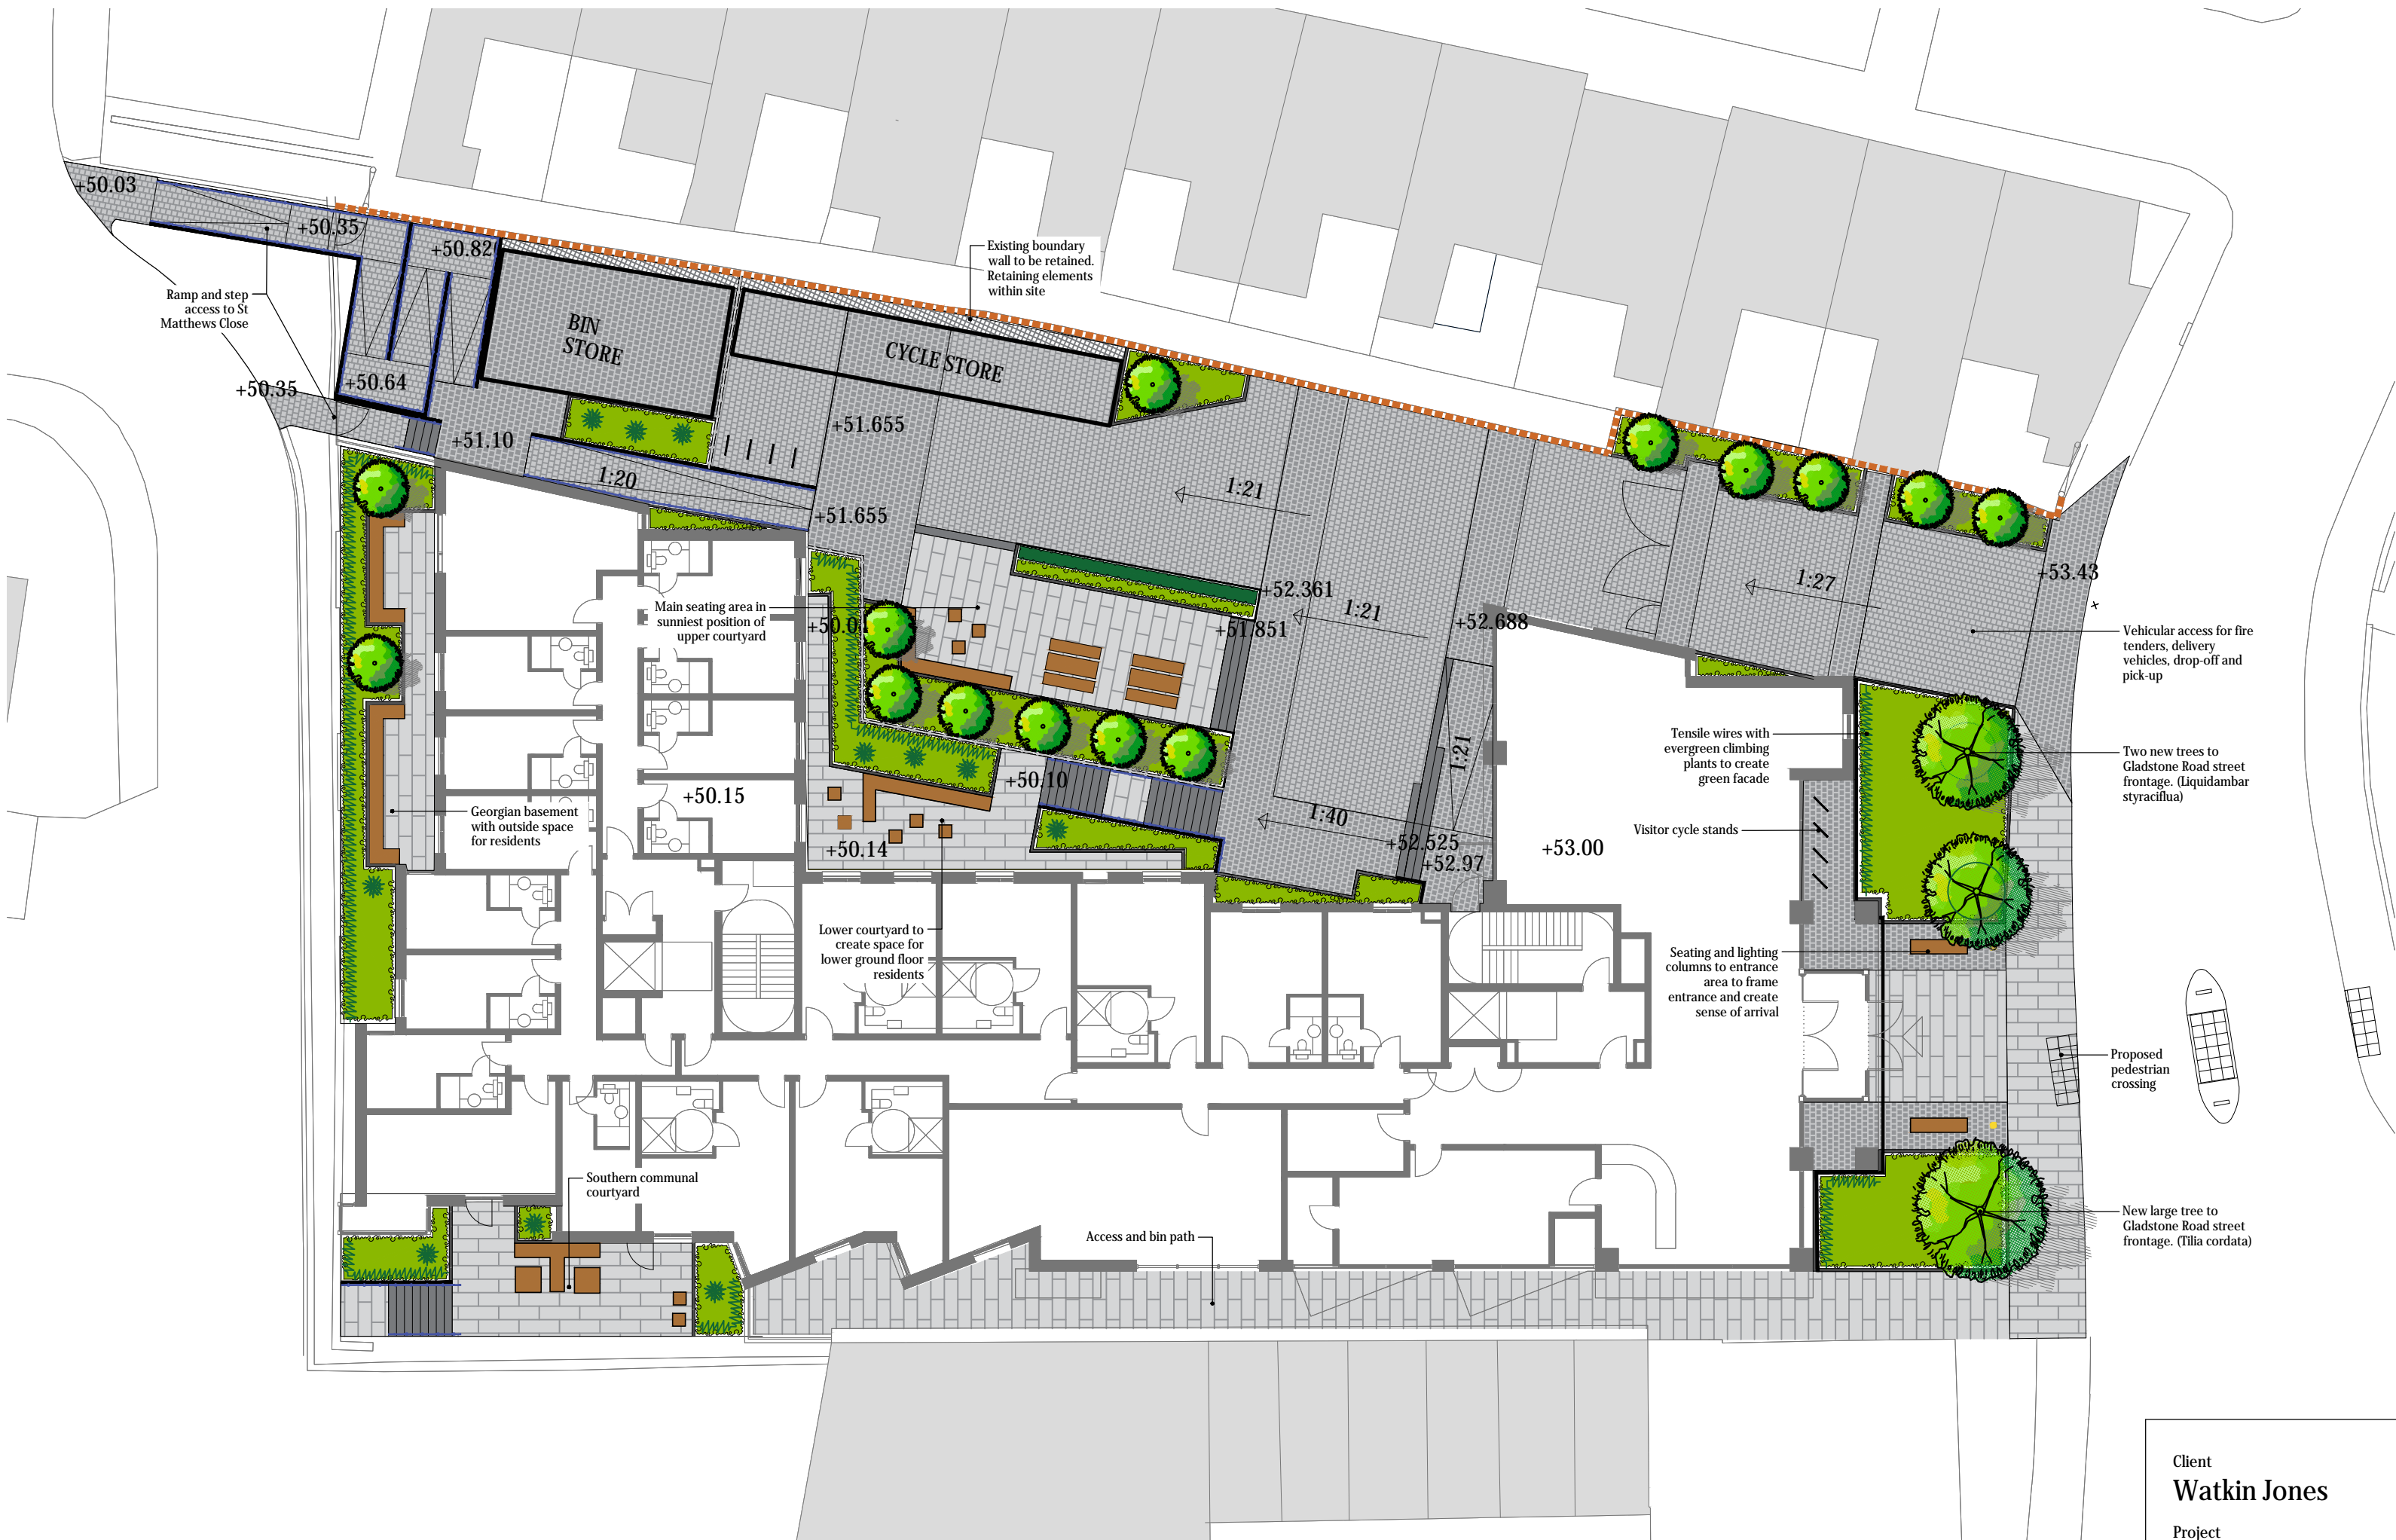 +50.03
+50.35
+50.82
Existing boundary
wall to be retained.
Retaining elements
within site
Ramp and step
access to St
Matthews Close
BIN
STORE
CYCLE STORE
+50.64
+50.35
+51.10
+51.655
1:20
1:21
+51.655
+53.43
1:27
+52.361
1:21
Main seating area in
sunniest position of
upper courtyard
+50.0
+51.851
+52.688
Vehicular access for fire
tenders, delivery
vehicles, drop-off and
pick-up
Tensile wires with
evergreen climbing
plants to create
green facade
1:21
Two new trees to
Gladstone Road street
frontage. (Liquidambar
styraciflua)
+50.10
+50.15
Georgian basement
with outside space
for residents
1:40
Visitor cycle stands
+50.14
+52.525
+52.97
+53.00
Lower courtyard to
create space for
lower ground floor
residents
Seating and lighting
columns to entrance
area to frame
entrance and create
sense of arrival
Proposed
pedestrian
crossing
Southern communal
courtyard
Access and bin path
New large tree to
Gladstone Road street
frontage. (Tilia cordata)
Client
Watkin Jones
Project